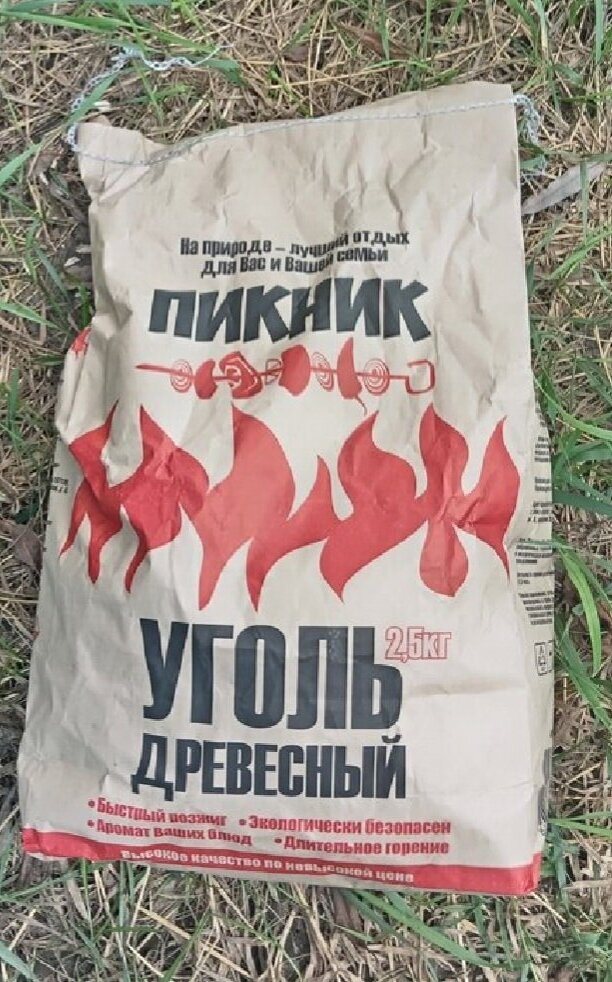 На природе – лучший отдых
для Вас и Вашей семьи
ПИКНИК
УГОЛЬ 2,5кг
ДРЕВЕСНЫЙ
• Быстрый розжиг • Экологически безопасен
• Аромат Ваших блюд • Длительное горение
Высокое качество по невысокой цене